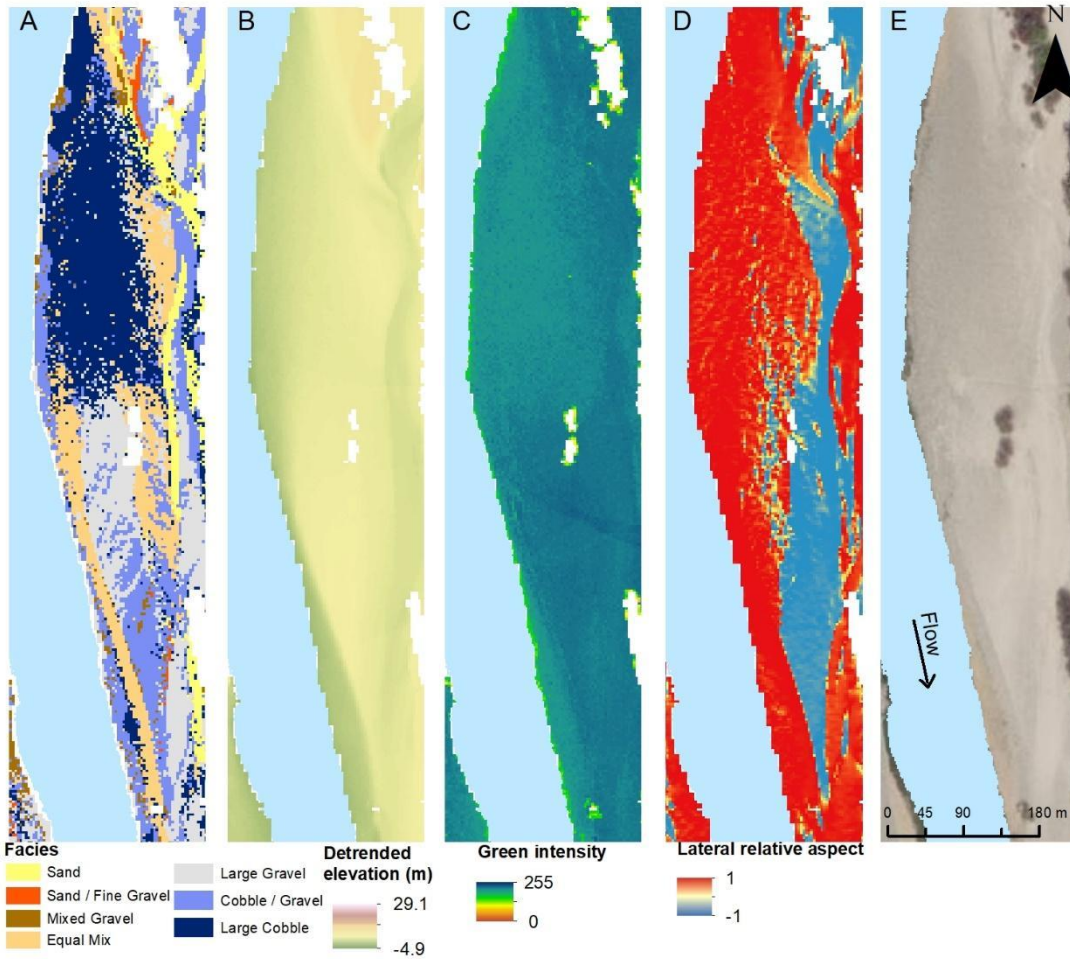 A
B
C
D
E
N
Flow
0 45 90 180 m
Facies
Sand
Sand / Fine Gravel
Mixed Gravel
Equal Mix
Large Gravel
Cobble / Gravel
Large Cobble
Detrended
elevation (m)
29.1
-4.9
Green intensity
255
0
Lateral relative aspect
1
-1